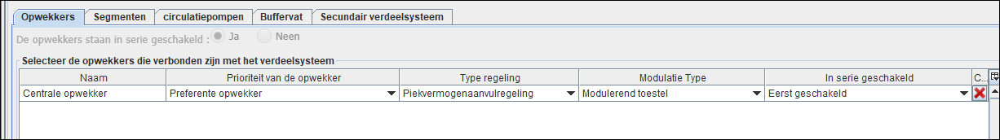 Opwekkers Segmenten circulatiepompen Buffervat Secundair verdeelsysteem
De opwekkers staan in serie geschakeld : Ja Neen
Selecteer de opwekkers die verbonden zijn met het verdeelsysteem
Naam Prioriteit van de opwekker Type regeling Modulatie Type In serie geschakeld C...
Centrale opwekker Preferente opwekker Piekvermogenaanvulregeling Modulerend toestel Eerst geschakeld